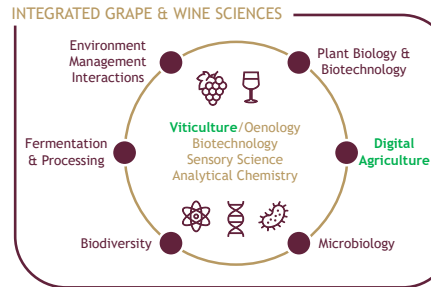 INTEGRATED GRAPE & WINE SCIENCES
Environment
Management
Interactions
Plant Biology &
Biotechnology
Viticulture/Oenology
Biotechnology
Sensory Science
Analytical Chemistry
Fermentation
& Processing
Digital
Agriculture
Biodiversity
Microbiology